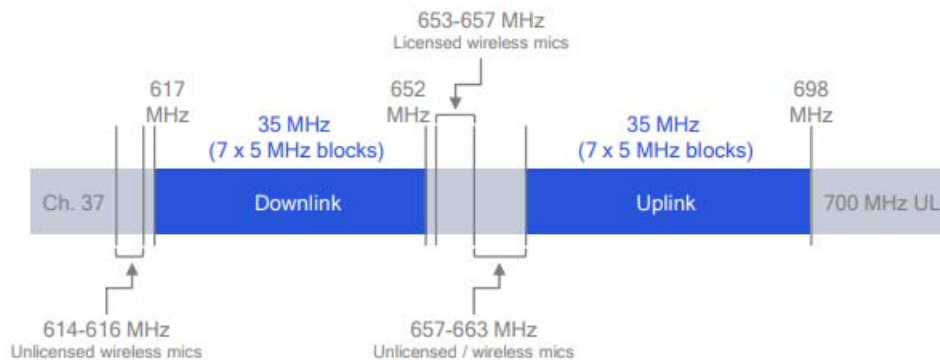 653-657 MHz
Licensed wireless mics
617
MHz
652
MHz
698
MHz
35 MHz
(7 x 5 MHz blocks)
35 MHz
(7 x 5 MHz blocks)
Ch. 37
Downlink
Uplink
700 MHz UL
614-616 MHz
Unlicensed wireless mics
657-663 MHz
Unlicensed / wireless mics